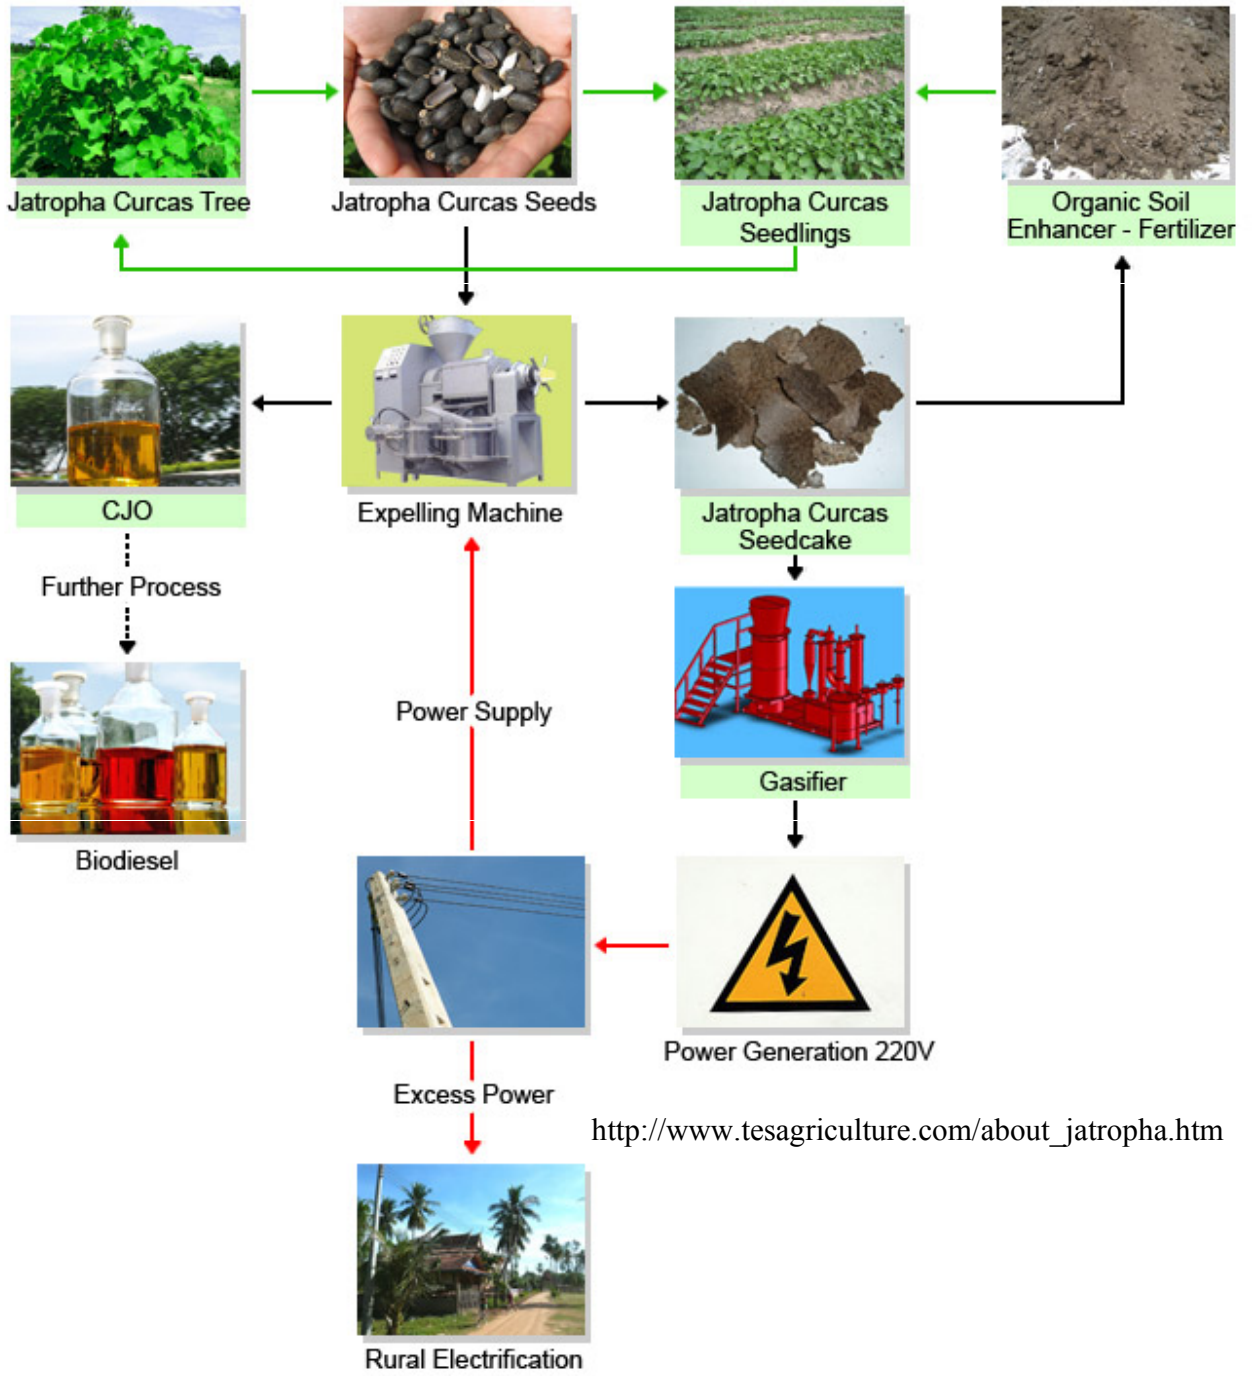 Jatropha Curcas Tree
Jatropha Curcas Seeds
Jatropha Curcas
Seedlings
Organic Soil
Enhancer - Fertilizer
CJO
Expelling Machine
Jatropha Curcas
Seedcake
Further Process
Power Supply
Gasifier
Biodiesel
Power Generation 220V
Excess Power
http://www.tesagriculture.com/about_jatropha.htm
Rural Electrification